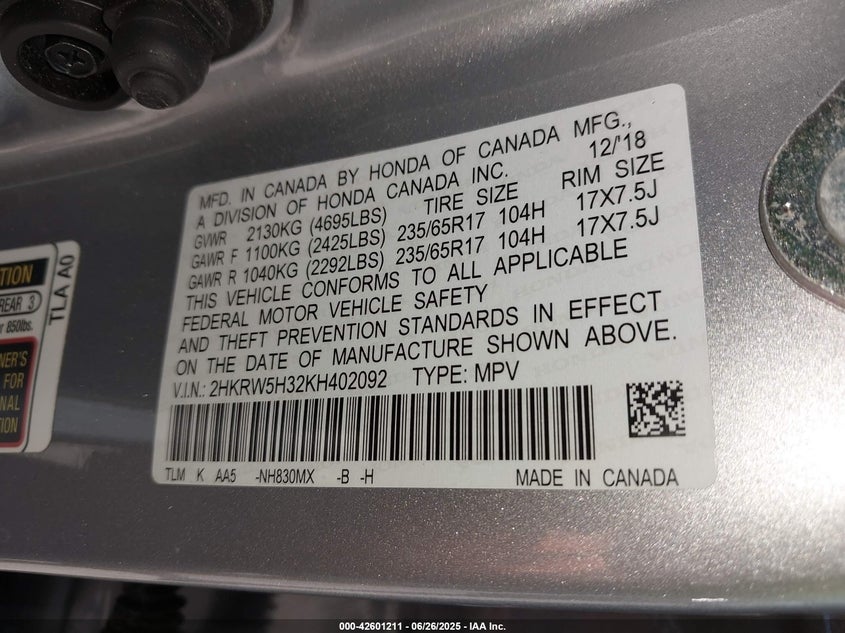 MFD. IN CANADA BY HONDA OF CANADA MFG.,
A DIVISION OF HONDA CANADA INC. 12/'18
GVWR 2130KG (4695LBS) TIRE SIZE RIM SIZE
GAWR F 1100KG (2425LBS) 235/65R17 104H 17X7.5J
GAWR R 1040KG (2292LBS) 235/65R17 104H 17X7.5J
THIS VEHICLE CONFORMS TO ALL APPLICABLE
FEDERAL MOTOR VEHICLE SAFETY
AND THEFT PREVENTION STANDARDS IN EFFECT
ON THE DATE OF MANUFACTURE SHOWN ABOVE.
V.I.N.: 2HKRW5H32KH402092 TYPE: MPV
TLM K AA5 -NH830MX -B -H MADE IN CANADA
REAR 3
850lbs.
FOR
TLA A0
000-42601211 - 06/26/2025 - IAA Inc.